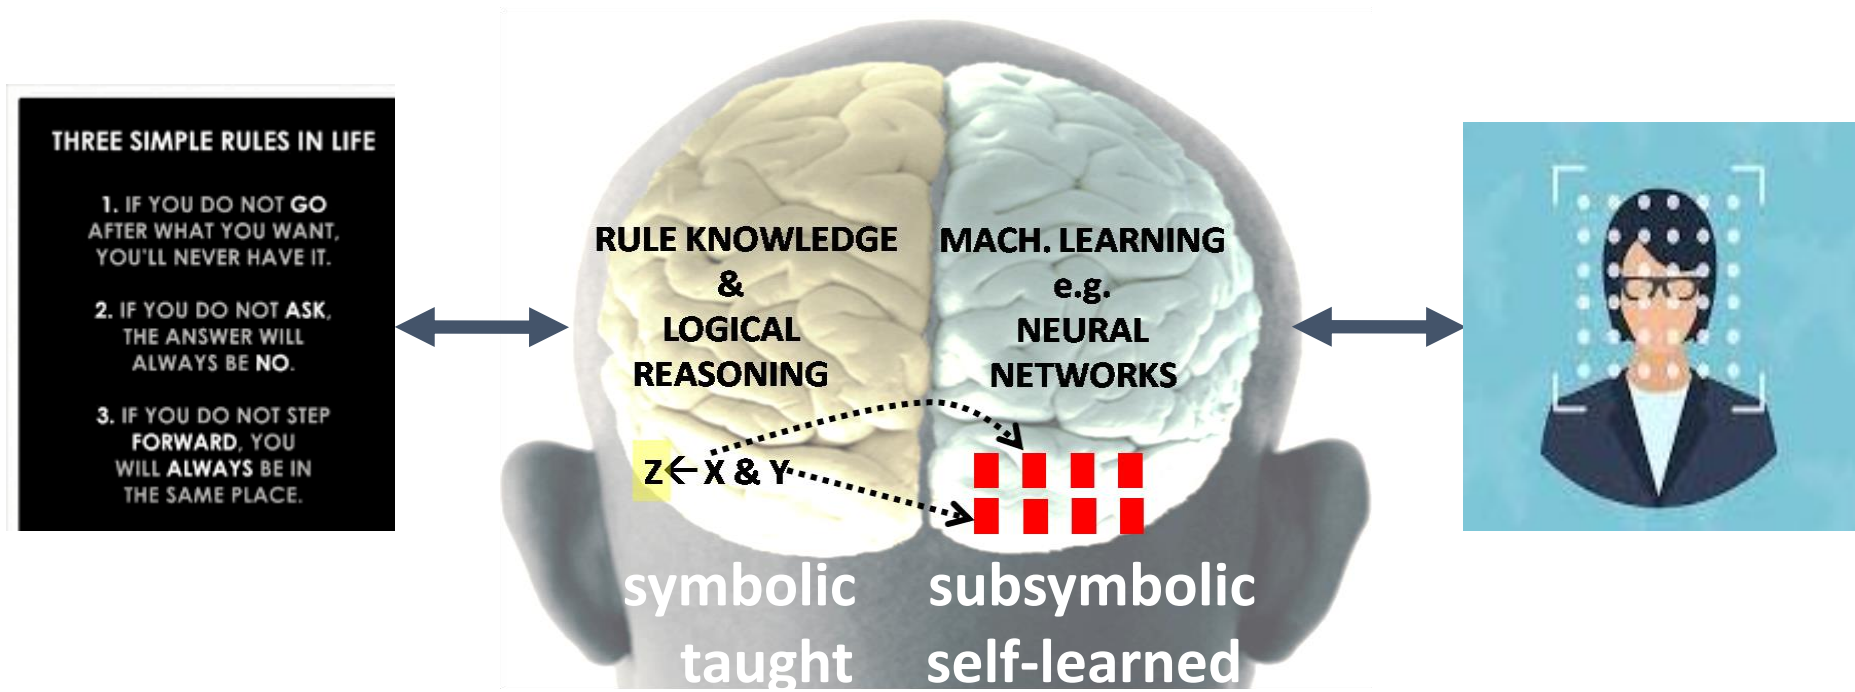 THREE SIMPLE RULES IN LIFE
1. IF YOU DO NOT GO
AFTER WHAT YOU WANT,
YOU'LL NEVER HAVE IT.
2. IF YOU DO NOT ASK,
THE ANSWER WILL
ALWAYS BE NO.
3. IF YOU DO NOT STEP
FORWARD, YOU
WILL ALWAYS BE IN
THE SAME PLACE.
RULE KNOWLEDGE
&
LOGICAL
REASONING
Z←X & Y
symbolic
taught
MACH. LEARNING
e.g.
NEURAL
NETWORKS
subsymbolic
self-learned